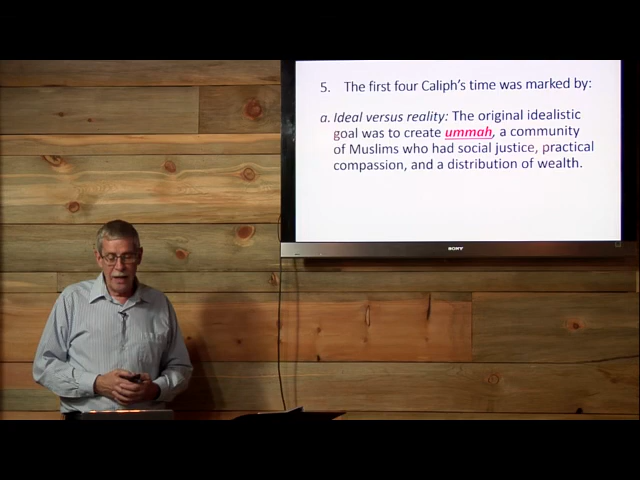 5. The first four Caliph's time was marked by:
a. Ideal versus reality: The original idealistic
goal was to create ummah, a community
of Muslims who had social justice, practical
compassion, and a distribution of wealth.
SONY